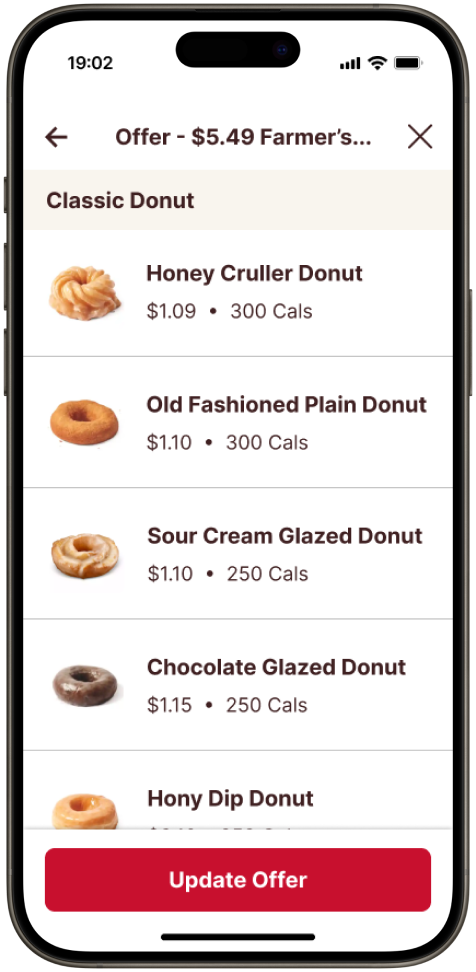 19:02
Offer - $5.49 Farmer's...
Classic Donut
Honey Cruller Donut
$1.09 • 300 Cals
Old Fashioned Plain Donut
$1.10 • 300 Cals
Sour Cream Glazed Donut
$1.10 • 250 Cals
Chocolate Glazed Donut
$1.15 • 250 Cals
Hony Dip Donut
Update Offer